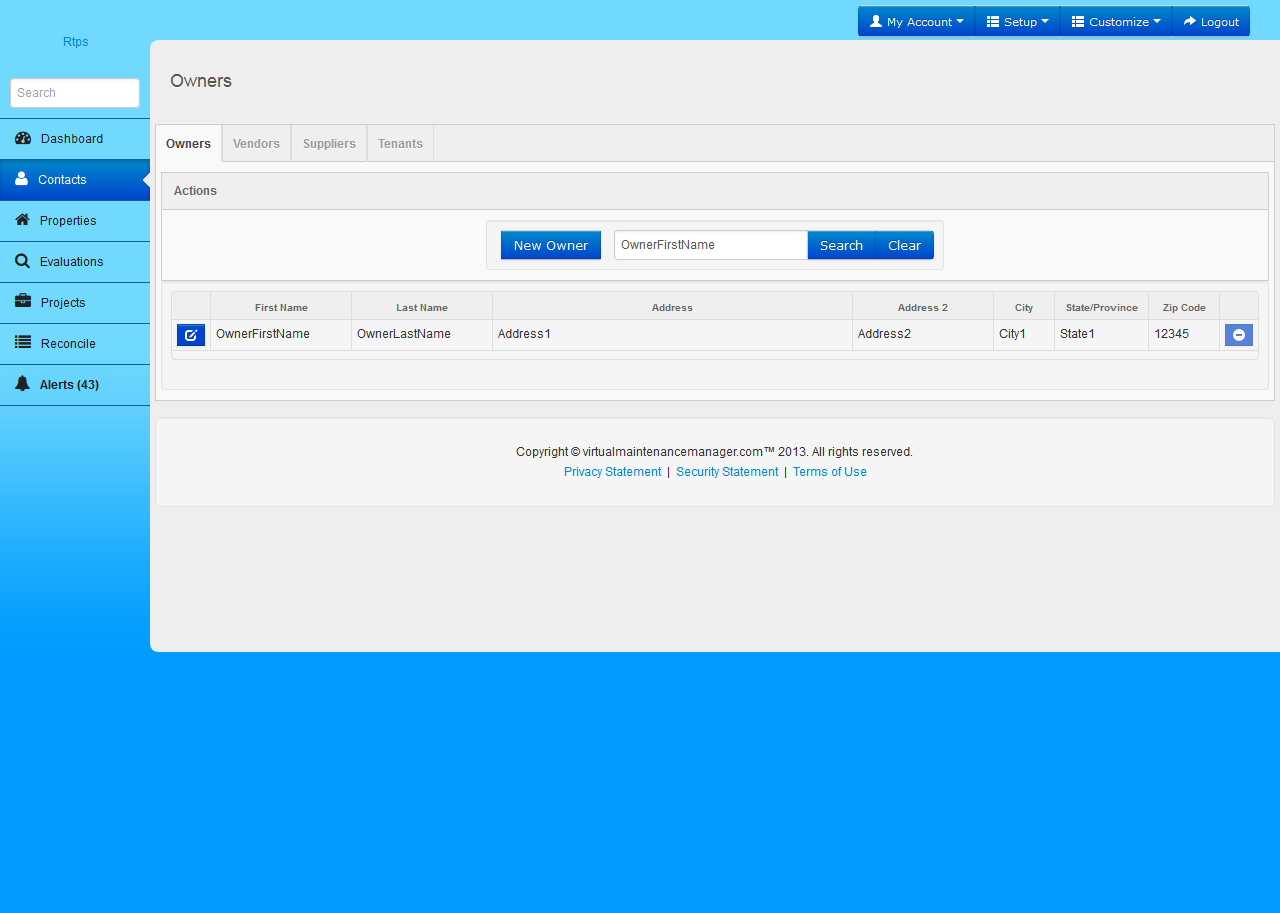 My Account Setup Customize Logout
Rtps
Search
Dashboard
Contacts
Properties
Evaluations
Projects
Reconcile
Alerts (43)
Owners
Owners Vendors Suppliers Tenants
Actions
New Owner OwnerFirstName Search Clear
First Name Last Name Address Address 2 City State/Province Zip Code
OwnerFirstName OwnerLastName Address1 Address2 City1 State1 12345
Copyright © virtualmaintenancemanager.com™ 2013. All rights reserved.
Privacy Statement | Security Statement | Terms of Use